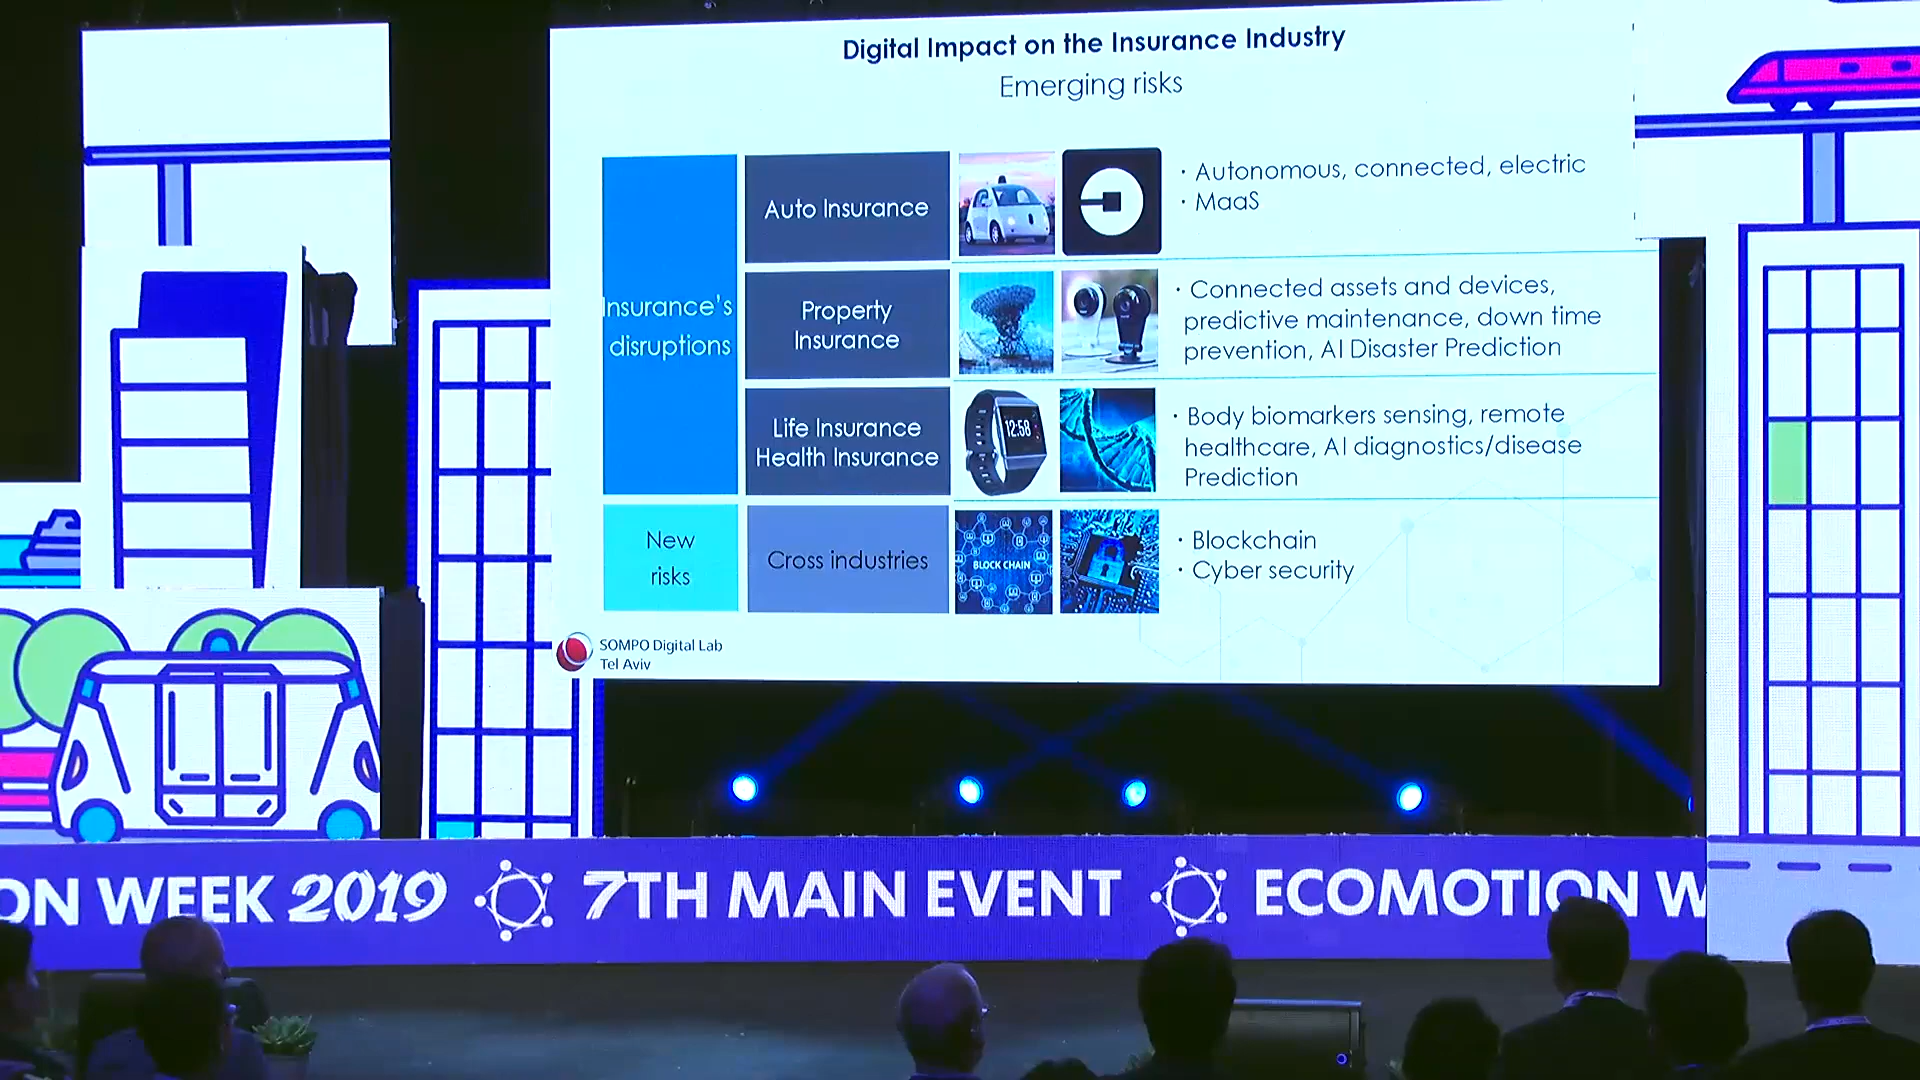 Digital Impact on the Insurance Industry
Emerging risks
Insurance's
disruptions
Auto Insurance
· Autonomous, connected, electric
· MaaS
Property
Insurance
· Connected assets and devices,
predictive maintenance, down time
prevention, AI Disaster Prediction
Life Insurance
Health Insurance
12:58
· Body biomarkers sensing, remote
healthcare, AI diagnostics/disease
Prediction
New
risks
Cross industries
BLOCK CHAIN
· Blockchain
· Cyber security
SOMPO Digital Lab
Tel Aviv
ON WEEK 2019 7TH MAIN EVENT ECOMOTION W